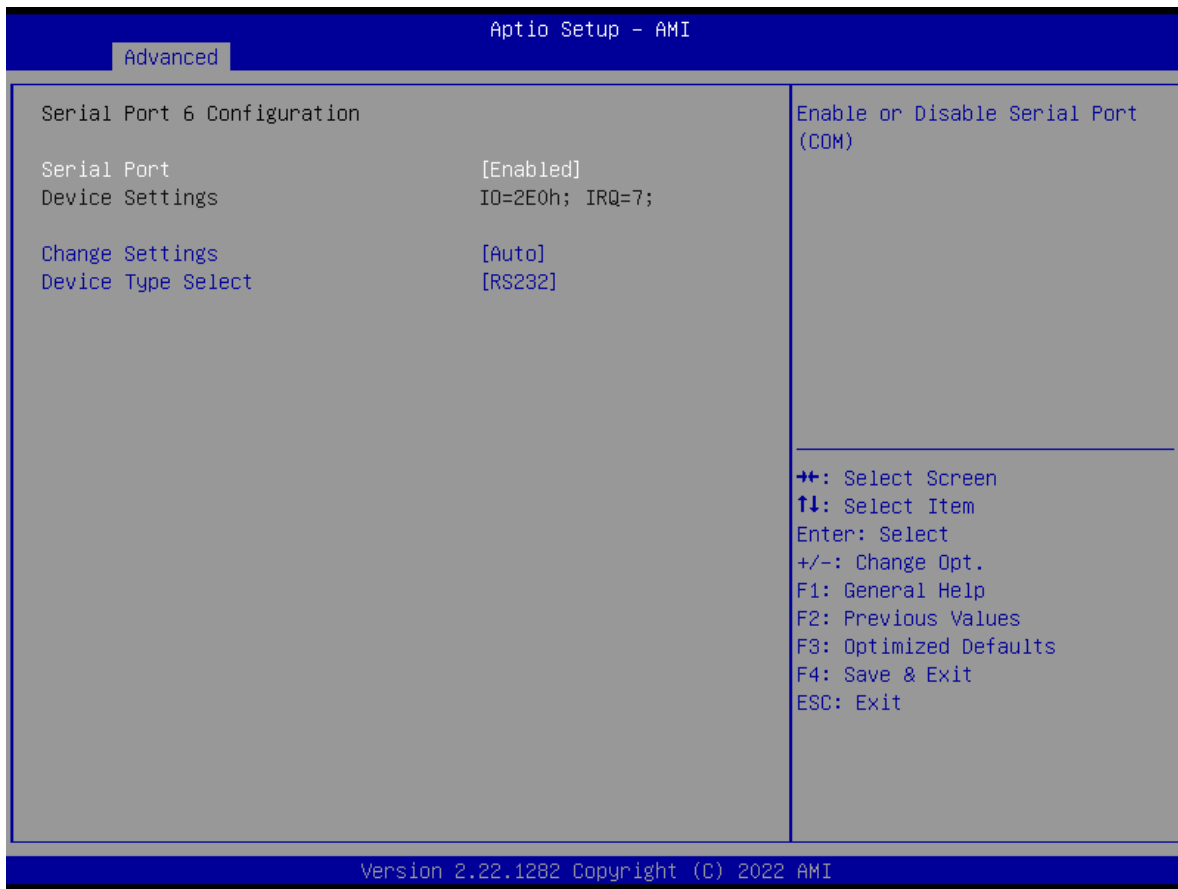 Aptio Setup – AMI
Advanced
Serial Port 6 Configuration
Serial Port [Enabled]
Device Settings IO=2E0h; IRQ=7;
Change Settings [Auto]
Device Type Select [RS232]
Enable or Disable Serial Port
(COM)
→←: Select Screen
↑↓: Select Item
Enter: Select
+/-: Change Opt.
F1: General Help
F2: Previous Values
F3: Optimized Defaults
F4: Save & Exit
ESC: Exit
Version 2.22.1282 Copyright (C) 2022 AMI